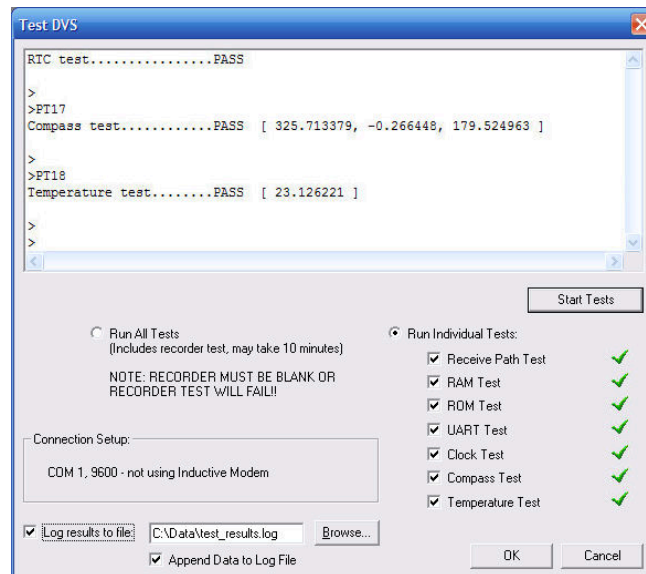 Test DVS
RTC test................PASS
>
>PT17
Compass test............PASS  [ 325.713379, -0.266448, 179.524963 ]
>
>PT18
Temperature test........PASS  [ 23.126221 ]
>
>
Start Tests
Run All Tests
(Includes recorder test, may take 10 minutes)
NOTE: RECORDER MUST BE BLANK OR
RECORDER TEST WILL FAIL!!
Run Individual Tests:
Receive Path Test
RAM Test
ROM Test
UART Test
Clock Test
Compass Test
Temperature Test
Connection Setup:
COM 1, 9600 - not using Inductive Modem
Log results to file: C:\Data\test_results.log Browse...
Append Data to Log File
OK Cancel